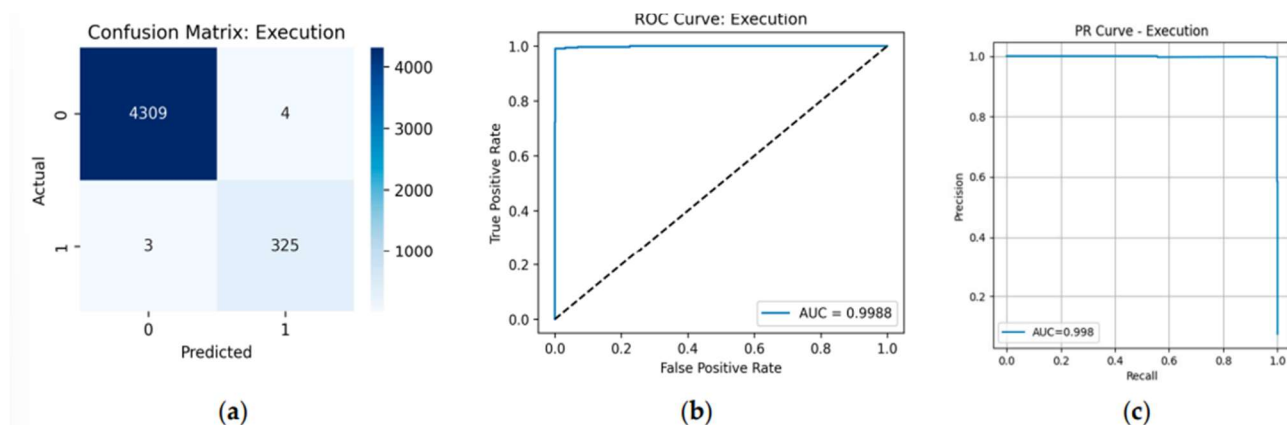 Confusion Matrix: Execution
4000
3000
2000
1000
Actual
0
1
4309
4
3
325
0
1
Predicted
(a)
ROC Curve: Execution
True Positive Rate
1.0
0.8
0.6
0.4
0.2
0.0
AUC = 0.9988
0.0 0.2 0.4 0.6 0.8 1.0
False Positive Rate
(b)
PR Curve - Execution
Precision
1.0
0.8
0.6
0.4
0.2
AUC=0.998
0.0 0.2 0.4 0.6 0.8 1.0
Recall
(c)